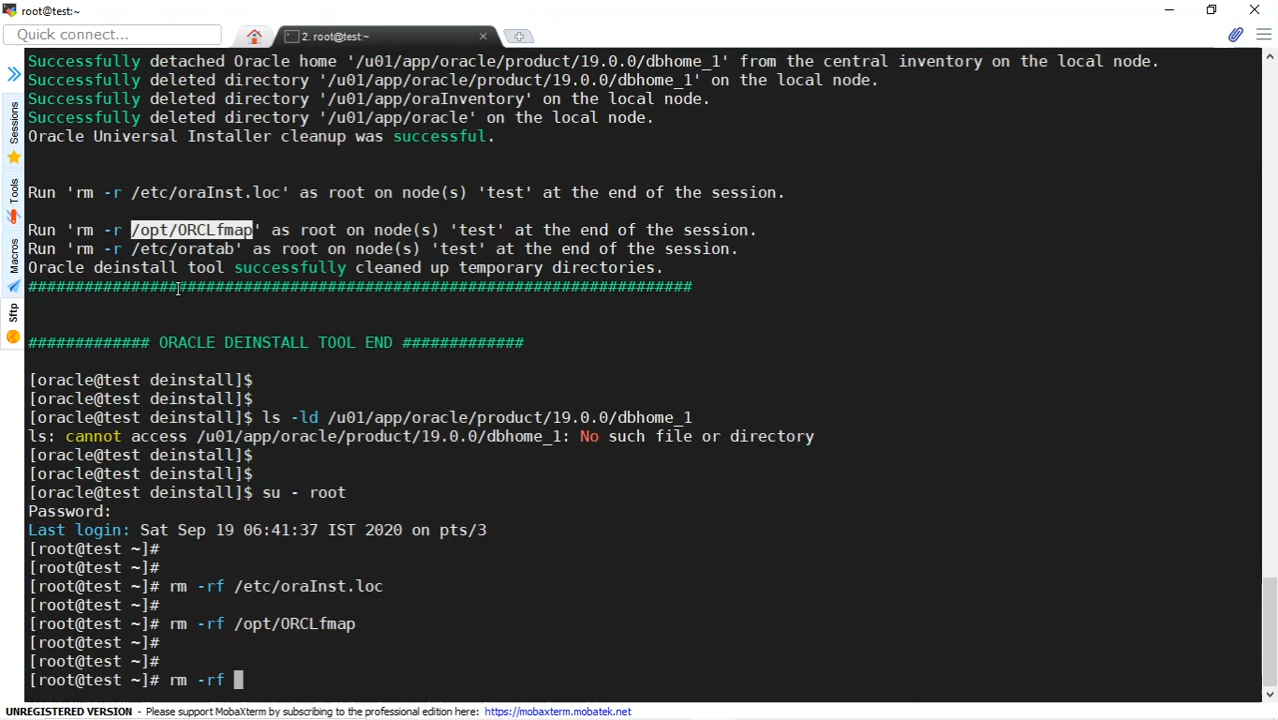 root@test:~
Quick connect...
2. root@test:~
Sessions
Tools
Macros
Sftp
Successfully detached Oracle home '/u01/app/oracle/product/19.0.0/dbhome_1' from the central inventory on the local node.
Successfully deleted directory '/u01/app/oracle/product/19.0.0/dbhome_1' on the local node.
Successfully deleted directory '/u01/app/oraInventory' on the local node.
Successfully deleted directory '/u01/app/oracle' on the local node.
Oracle Universal Installer cleanup was successful.
Run 'rm -r /etc/oraInst.loc' as root on node(s) 'test' at the end of the session.
Run 'rm -r /opt/ORCLfmap' as root on node(s) 'test' at the end of the session.
Run 'rm -r /etc/oratab' as root on node(s) 'test' at the end of the session.
Oracle deinstall tool successfully cleaned up temporary directories.
#######################################################################
############# ORACLE DEINSTALL TOOL END #############
[oracle@test deinstall]$
[oracle@test deinstall]$
[oracle@test deinstall]$ ls -ld /u01/app/oracle/product/19.0.0/dbhome_1
ls: cannot access /u01/app/oracle/product/19.0.0/dbhome_1: No such file or directory
[oracle@test deinstall]$
[oracle@test deinstall]$
[oracle@test deinstall]$ su - root
Password:
Last login: Sat Sep 19 06:41:37 IST 2020 on pts/3
[root@test ~]#
[root@test ~]#
[root@test ~]# rm -rf /etc/oraInst.loc
[root@test ~]#
[root@test ~]# rm -rf /opt/ORCLfmap
[root@test ~]#
[root@test ~]#
[root@test ~]# rm -rf
UNREGISTERED VERSION - Please support MobaXterm by subscribing to the professional edition here: https://mobaxterm.mobatek.net